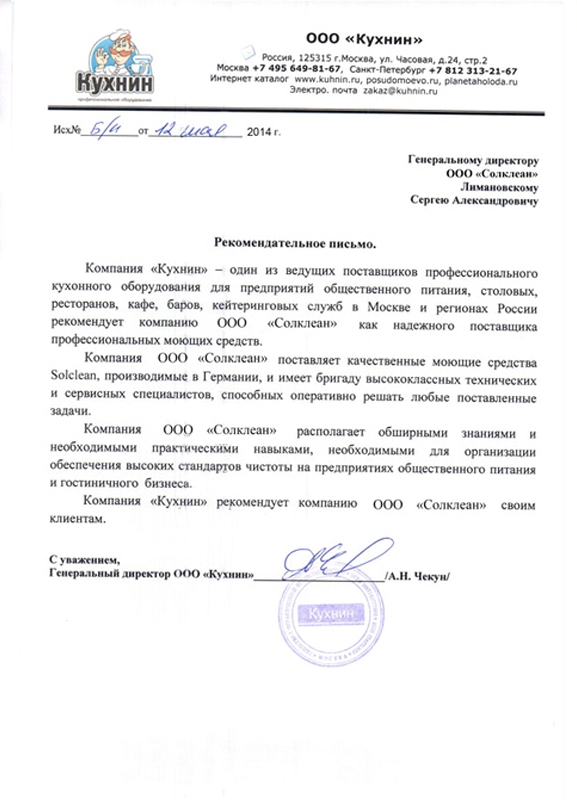 ООО «Кухнин»
Россия, 125315 г.Москва, ул. Часовая, д.24, стр.2
Москва +7 495 649-81-67, Санкт-Петербург +7 812 313-21-67
Интернет каталог www.kuhnin.ru, posudomoevo.ru, planetaholoda.ru
Электро. почта zakaz@kuhnin.ru
Кухнин
профессиональное оборудование
Исх№ Б/н от 12 мая 2014 г.
Генеральному директору
ООО «Солклеан»
Лимановскому
Сергею Александровичу
Рекомендательное письмо.
Компания «Кухнин» – один из ведущих поставщиков профессионального
кухонного оборудования для предприятий общественного питания, столовых,
ресторанов, кафе, баров, кейтеринговых служб в Москве и регионах России
рекомендует компанию ООО «Солклеан» как надежного поставщика
профессиональных моющих средств.
Компания ООО «Солклеан» поставляет качественные моющие средства
Solclean, производимые в Германии, и имеет бригаду высококлассных технических
и сервисных специалистов, способных оперативно решать любые поставленные
задачи.
Компания ООО «Солклеан» располагает обширными знаниями и
необходимыми практическими навыками, необходимыми для организации
обеспечения высоких стандартов чистоты на предприятиях общественного питания
и гостиничного бизнеса.
Компания «Кухнин» рекомендует компанию ООО «Солклеан» своим
клиентам.
С уважением,
Генеральный директор ООО «Кухнин» /А.Н. Чекун/
Кухнин